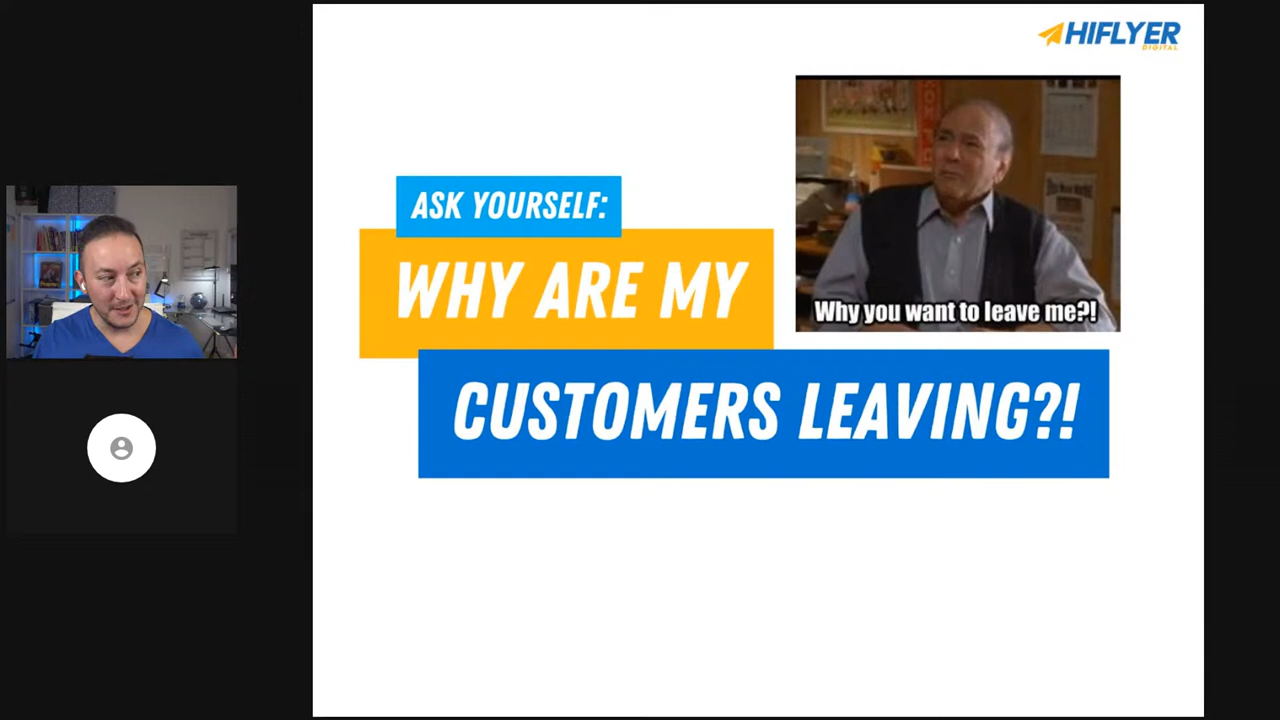 HIFLYER
DIGITAL
ASK YOURSELF:
WHY ARE MY
Why you want to leave me?!
CUSTOMERS LEAVING?!